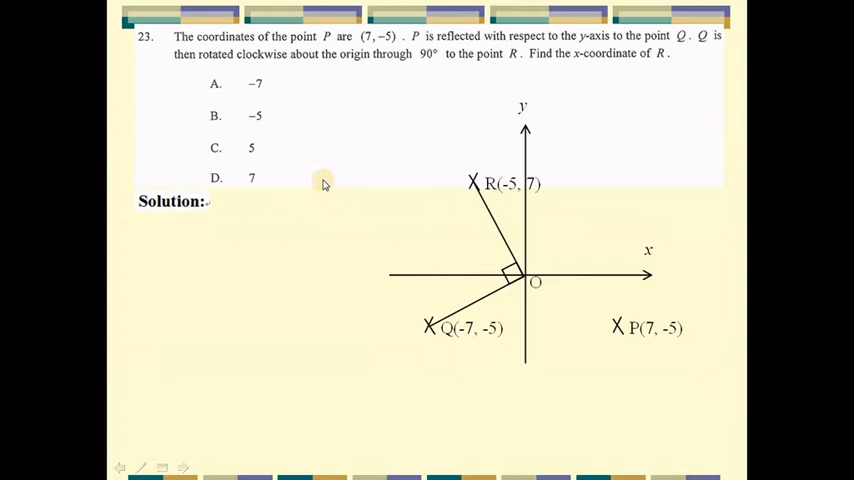 23. The coordinates of the point P are (7,−5) . P is reflected with respect to the y-axis to the point Q . Q is
then rotated clockwise about the origin through 90° to the point R . Find the x-coordinate of R .
A. −7
B. −5
C. 5
D. 7
Solution:
y
R(-5, 7)
x
O
Q(-7, -5)
P(7, -5)